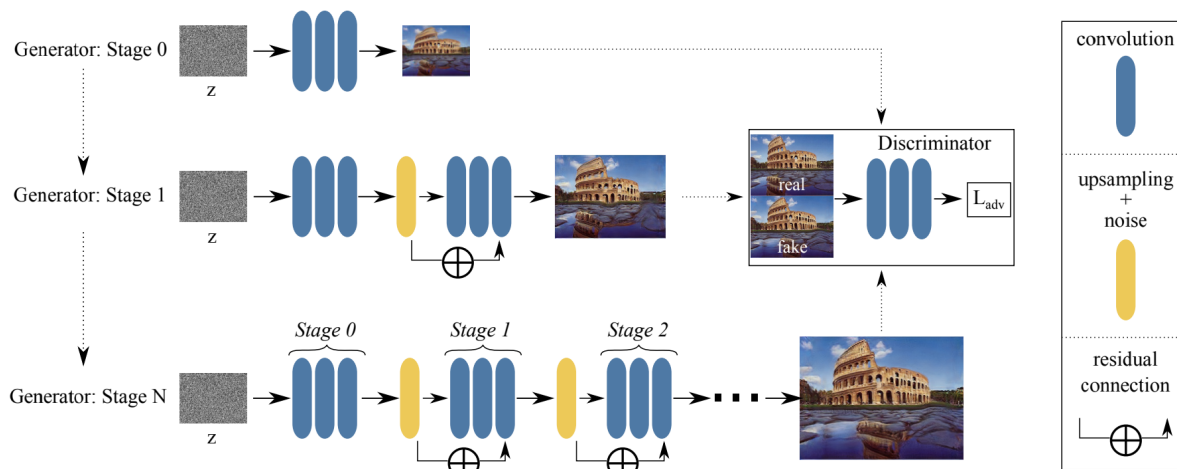 Generator: Stage 0
z
Generator: Stage 1
z
Discriminator
real
fake
L_adv
Stage 0
Stage 1
Stage 2
Generator: Stage N
z
convolution
upsampling
+
noise
residual
connection